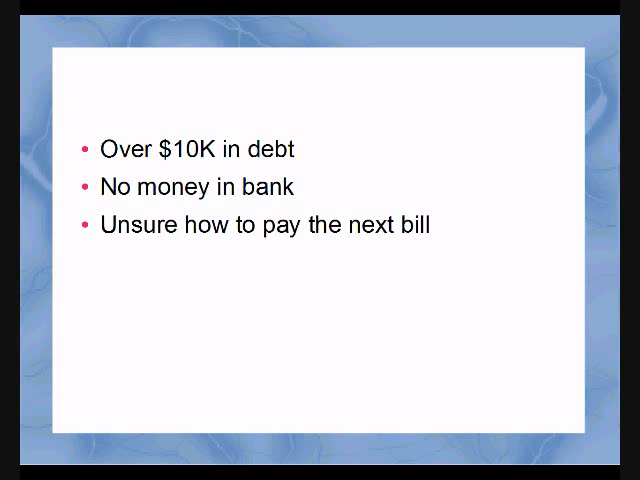 • Over $10K in debt
• No money in bank
• Unsure how to pay the next bill